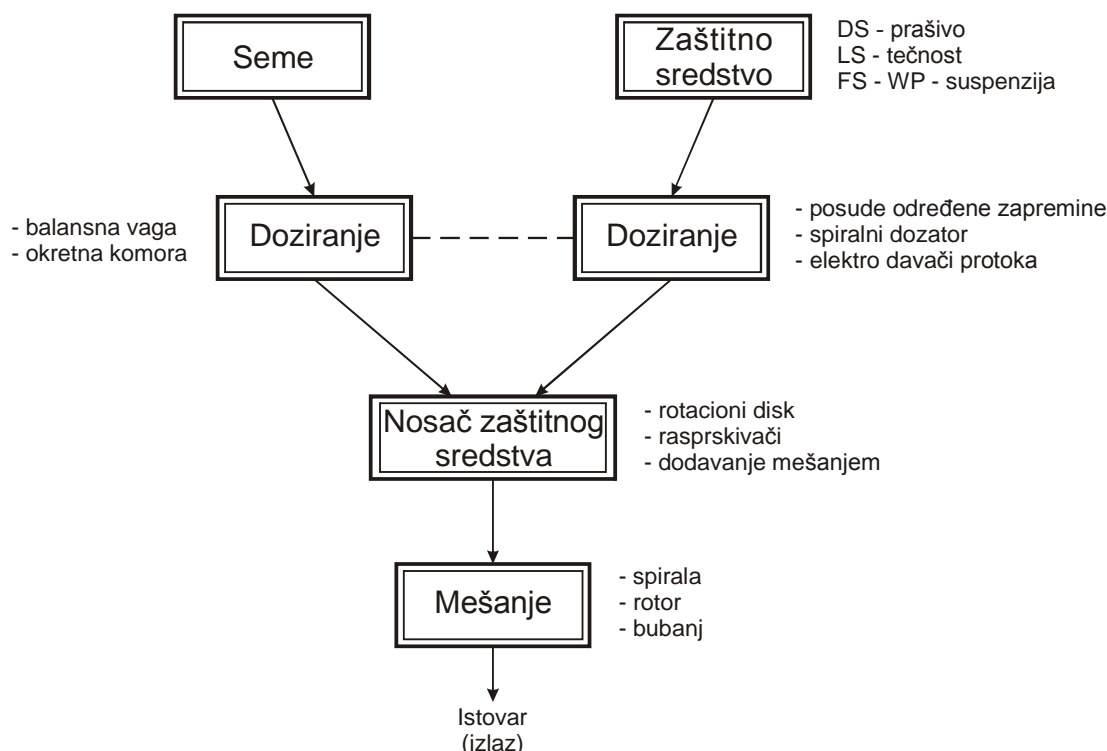 Seme
Zaštitno
sredstvo
DS - prašivo
LS - tečnost
FS - WP - suspenzija
- balansna vaga
- okretna komora
Doziranje
Doziranje
- posude određene zapremine
- spiralni dozator
- elektro davači protoka
Nosač zaštitnog
sredstva
- rotacioni disk
- rasprskivači
- dodavanje mešanjem
Mešanje
- spirala
- rotor
- bubanj
Istovar
(izlaz)